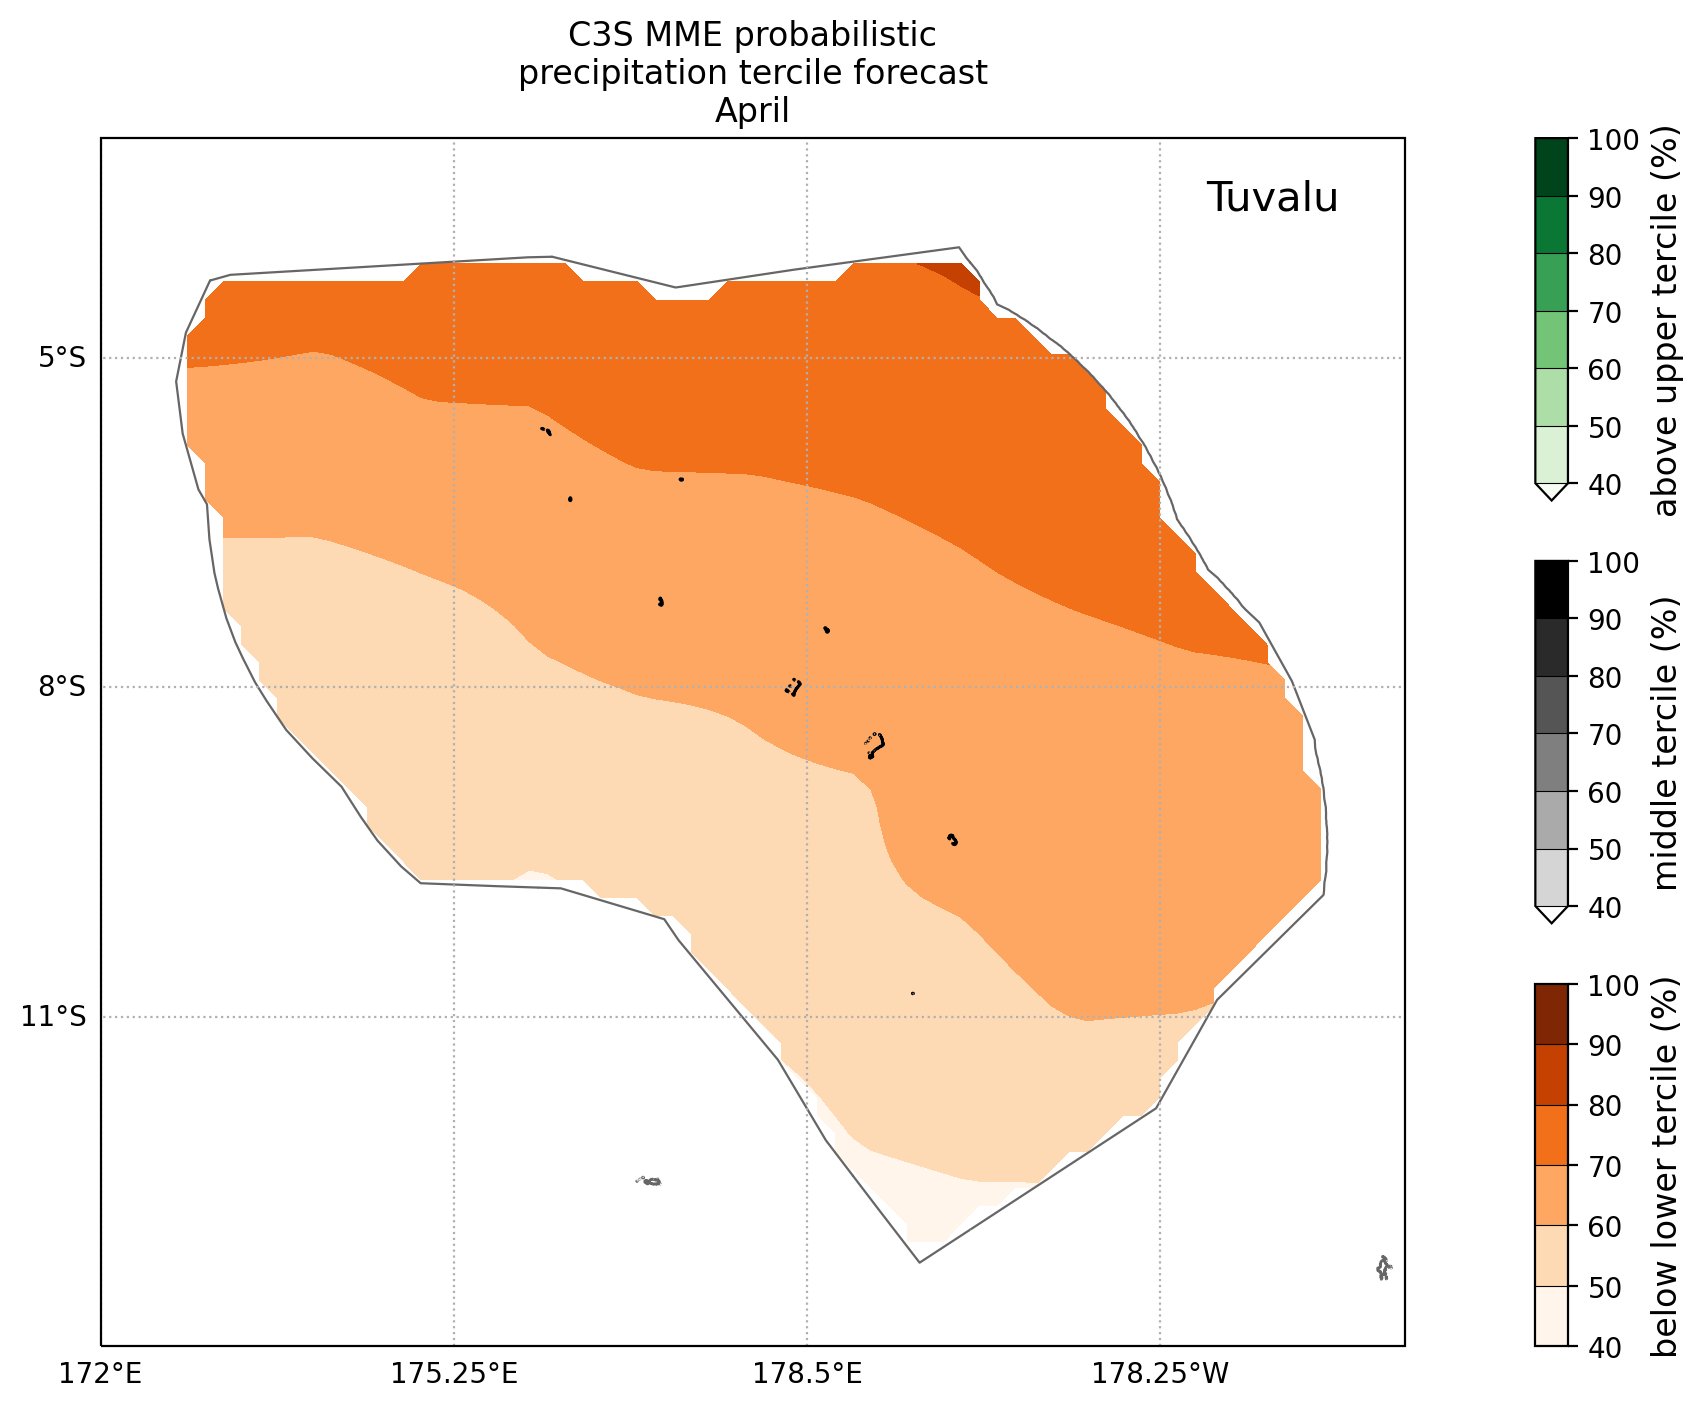 C3S MME probabilistic
precipitation tercile forecast
April
Tuvalu
5°S
8°S
11°S
172°E
175.25°E
178.5°E
178.25°W
100
90
80
70
60
50
40
above upper tercile (%)
100
90
80
70
60
50
40
middle tercile (%)
100
90
80
70
60
50
40
below lower tercile (%)